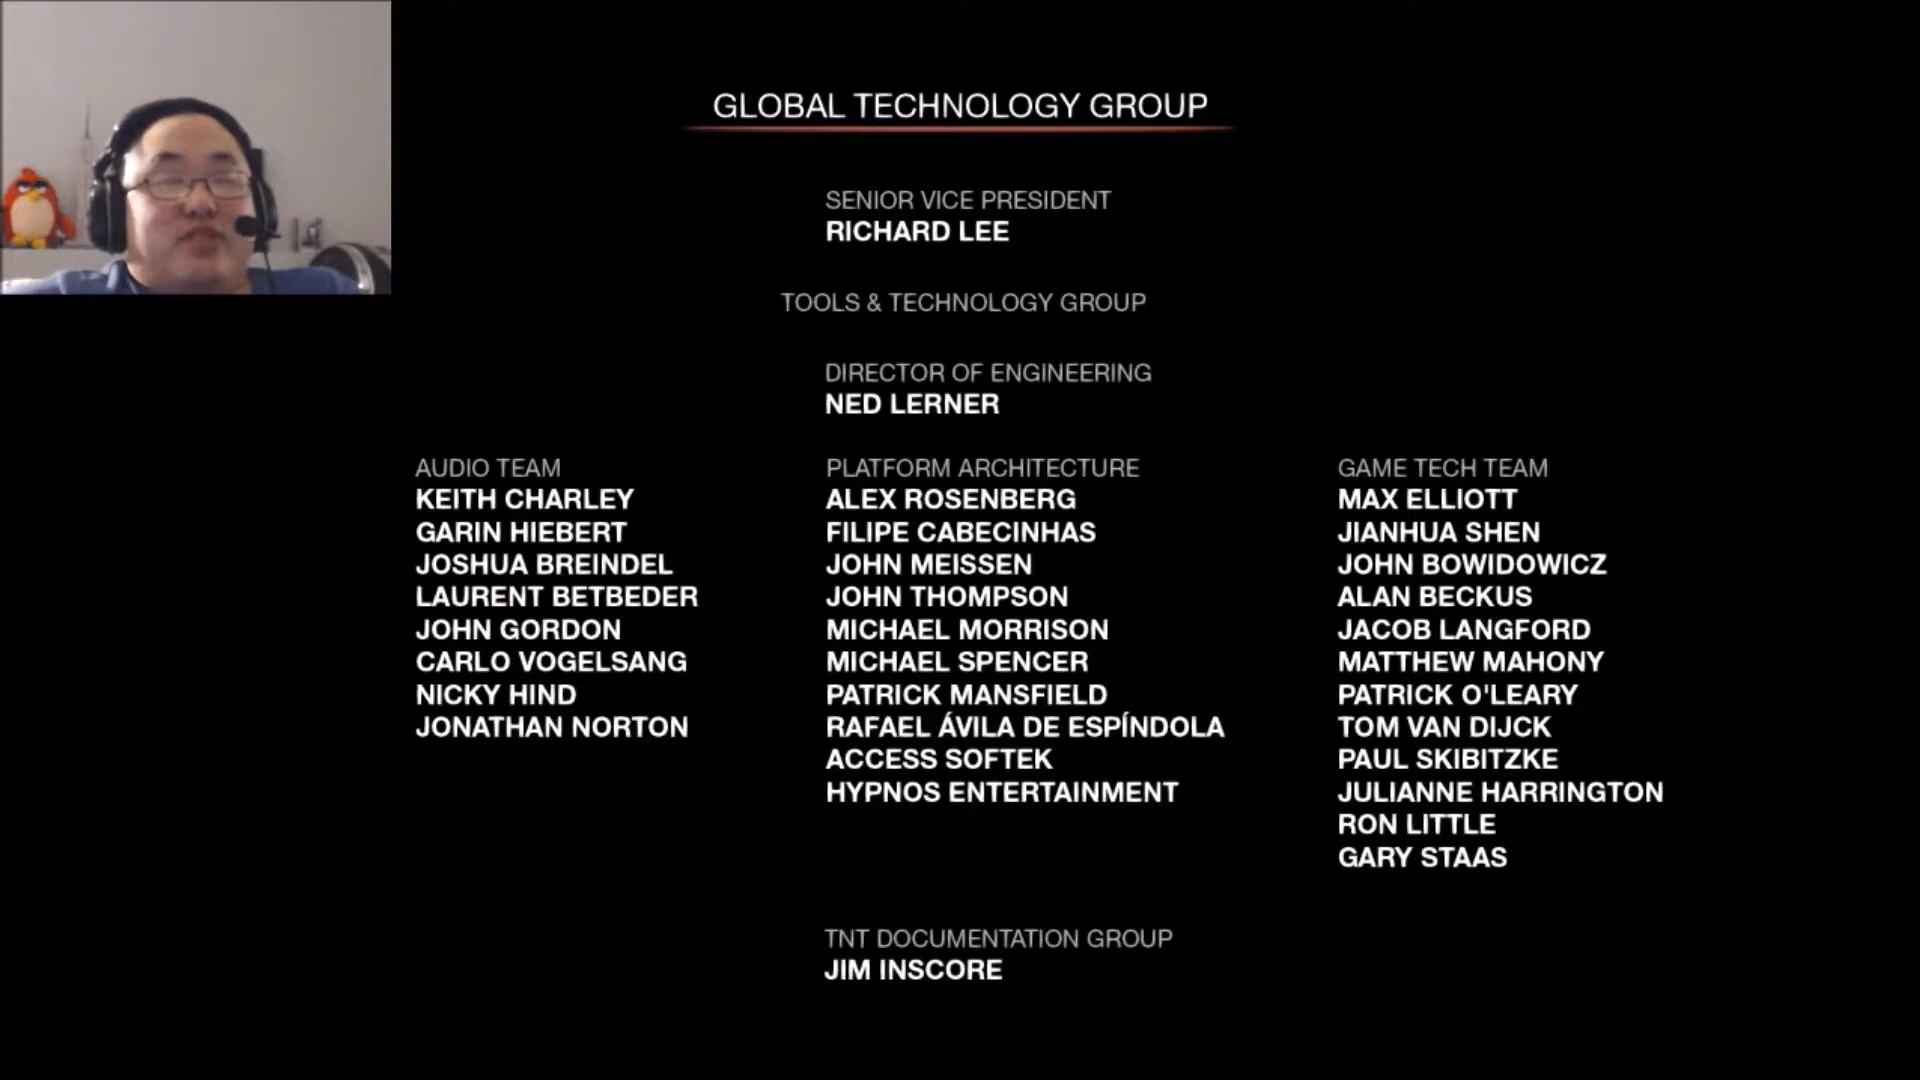 GLOBAL TECHNOLOGY GROUP
SENIOR VICE PRESIDENT
RICHARD LEE
TOOLS & TECHNOLOGY GROUP
DIRECTOR OF ENGINEERING
NED LERNER
AUDIO TEAM
KEITH CHARLEY
GARIN HIEBERT
JOSHUA BREINDEL
LAURENT BETBEDER
JOHN GORDON
CARLO VOGELSANG
NICKY HIND
JONATHAN NORTON
PLATFORM ARCHITECTURE
ALEX ROSENBERG
FILIPE CABECINHAS
JOHN MEISSEN
JOHN THOMPSON
MICHAEL MORRISON
MICHAEL SPENCER
PATRICK MANSFIELD
RAFAEL ÁVILA DE ESPÍNDOLA
ACCESS SOFTEK
HYPNOS ENTERTAINMENT
GAME TECH TEAM
MAX ELLIOTT
JIANHUA SHEN
JOHN BOWIDOWICZ
ALAN BECKUS
JACOB LANGFORD
MATTHEW MAHONY
PATRICK O'LEARY
TOM VAN DIJCK
PAUL SKIBITZKE
JULIANNE HARRINGTON
RON LITTLE
GARY STAAS
TNT DOCUMENTATION GROUP
JIM INSCORE